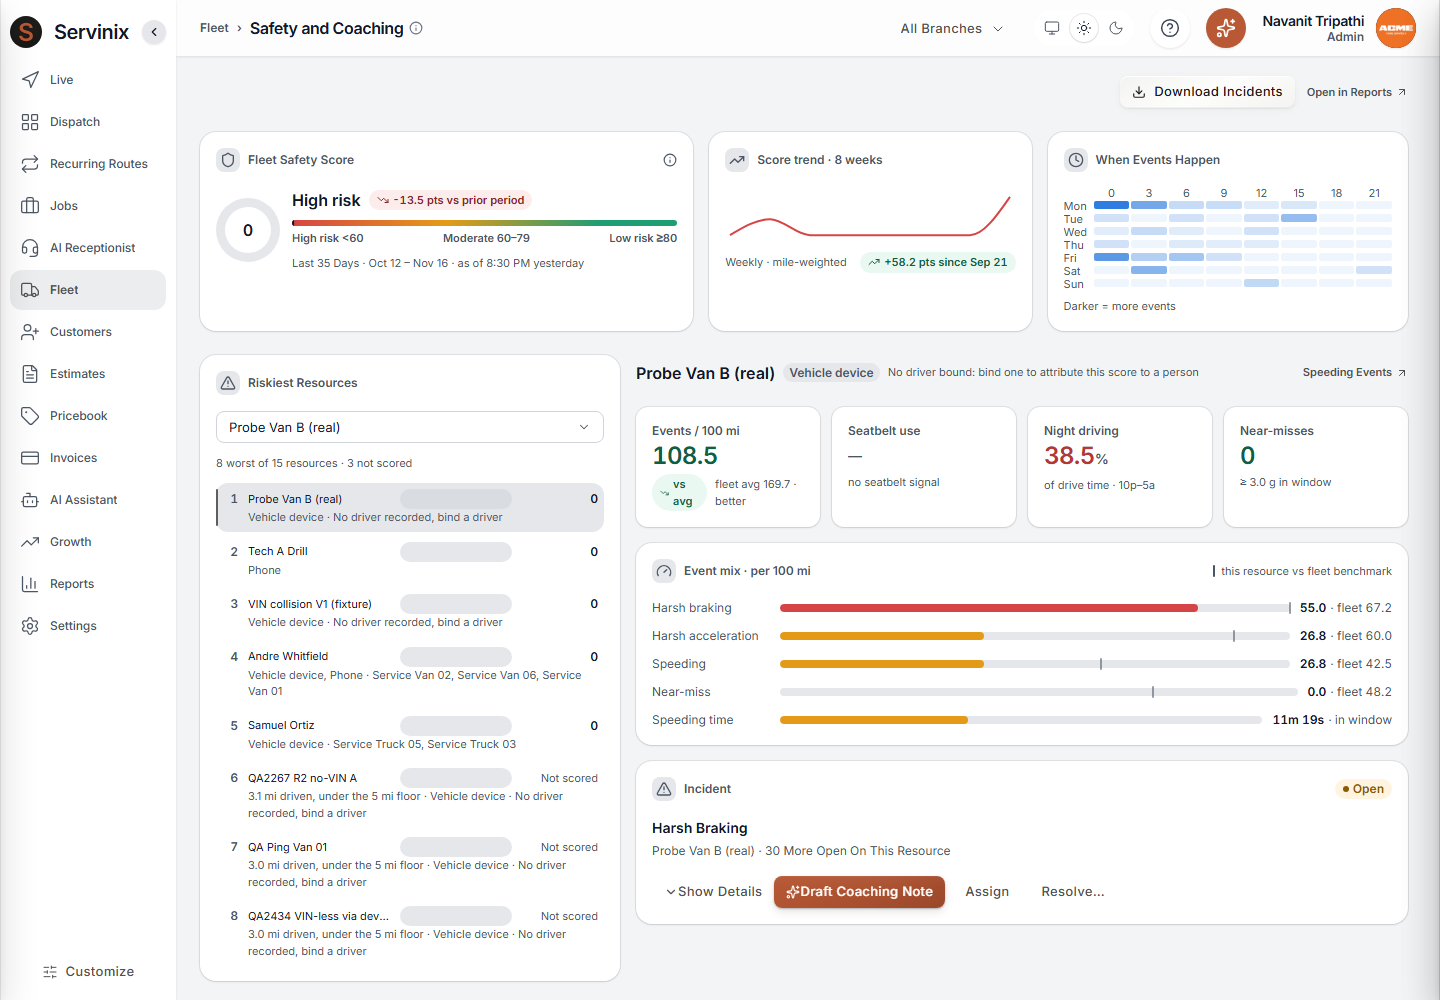 S Servinix
Fleet › Safety and Coaching
All Branches
Navanit Tripathi
Admin
ACME
Live
Dispatch
Recurring Routes
Jobs
AI Receptionist
Fleet
Customers
Estimates
Pricebook
Invoices
AI Assistant
Growth
Reports
Settings
Customize
Download Incidents
Open in Reports
Fleet Safety Score
0
High risk
-13.5 pts vs prior period
High risk <60
Moderate 60–79
Low risk ≥80
Last 35 Days · Oct 12 – Nov 16 · as of 8:30 PM yesterday
Score trend · 8 weeks
Weekly · mile-weighted
+58.2 pts since Sep 21
When Events Happen
0 3 6 9 12 15 18 21
Mon
Tue
Wed
Thu
Fri
Sat
Sun
Darker = more events
Riskiest Resources
Probe Van B (real)
8 worst of 15 resources · 3 not scored
1 Probe Van B (real) 0
Vehicle device · No driver recorded, bind a driver
2 Tech A Drill 0
Phone
3 VIN collision V1 (fixture) 0
Vehicle device · No driver recorded, bind a driver
4 Andre Whitfield 0
Vehicle device, Phone · Service Van 02, Service Van 06, Service
Van 01
5 Samuel Ortiz 0
Vehicle device · Service Truck 05, Service Truck 03
6 QA2267 R2 no-VIN A Not scored
3.1 mi driven, under the 5 mi floor · Vehicle device · No driver
recorded, bind a driver
7 QA Ping Van 01 Not scored
3.0 mi driven, under the 5 mi floor · Vehicle device · No driver
recorded, bind a driver
8 QA2434 VIN-less via dev... Not scored
3.0 mi driven, under the 5 mi floor · Vehicle device · No driver
recorded, bind a driver
Probe Van B (real)
Vehicle device
No driver bound: bind one to attribute this score to a person
Speeding Events
Events / 100 mi
108.5
vs
avg
fleet avg 169.7 ·
better
Seatbelt use
—
no seatbelt signal
Night driving
38.5%
of drive time · 10p–5a
Near-misses
0
≥ 3.0 g in window
Event mix · per 100 mi
this resource vs fleet benchmark
Harsh braking 55.0 · fleet 67.2
Harsh acceleration 26.8 · fleet 60.0
Speeding 26.8 · fleet 42.5
Near-miss 0.0 · fleet 48.2
Speeding time 11m 19s · in window
Incident
Open
Harsh Braking
Probe Van B (real) · 30 More Open On This Resource
Show Details
Draft Coaching Note
Assign
Resolve...